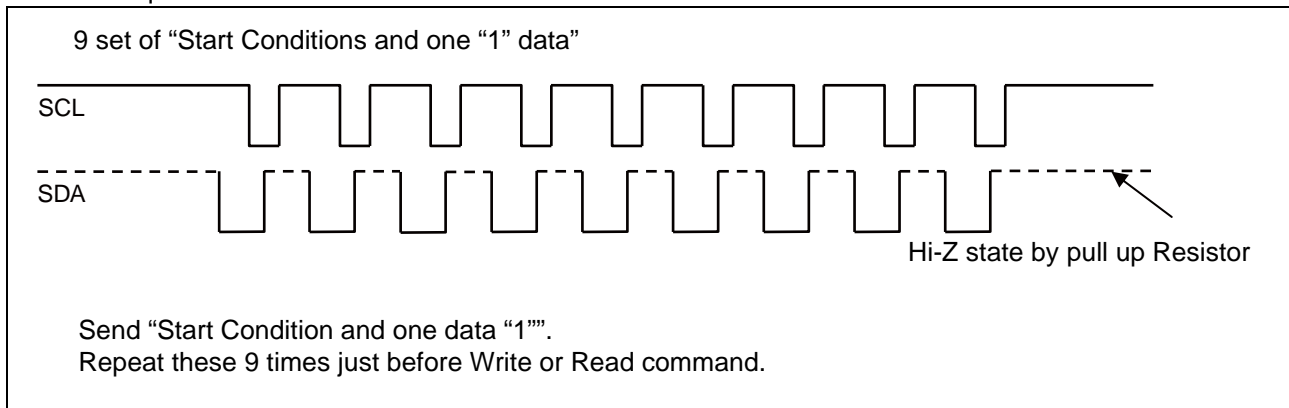 9 set of “Start Conditions and one “1” data”
SCL
SDA
Hi-Z state by pull up Resistor
Send “Start Condition and one data “1””.
Repeat these 9 times just before Write or Read command.